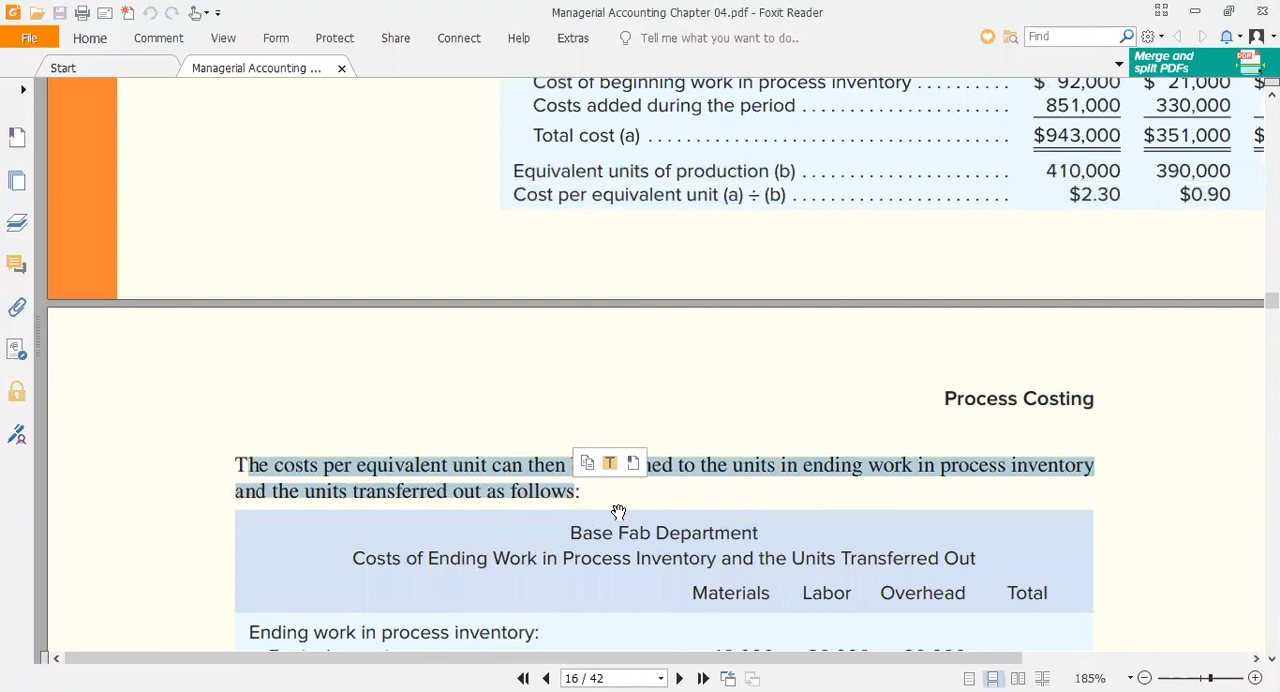 Managerial Accounting Chapter 04.pdf - Foxit Reader
File Home Comment View Form Protect Share Connect Help Extras Tell me what you want to do.. Find
Start Managerial Accounting ... Merge and
split PDFs
Cost of beginning work in process inventory .......... $ 92,000 $ 21,000 $
Costs added during the period ...................... 851,000 330,000
Total cost (a) ..................................... $943,000 $351,000 $
Equivalent units of production (b) ..................... 410,000 390,000
Cost per equivalent unit (a) ÷ (b) ...................... $2.30 $0.90
Process Costing
The costs per equivalent unit can then ed to the units in ending work in process inventory
and the units transferred out as follows:
Base Fab Department
Costs of Ending Work in Process Inventory and the Units Transferred Out
Materials Labor Overhead Total
Ending work in process inventory:
16 / 42 185%